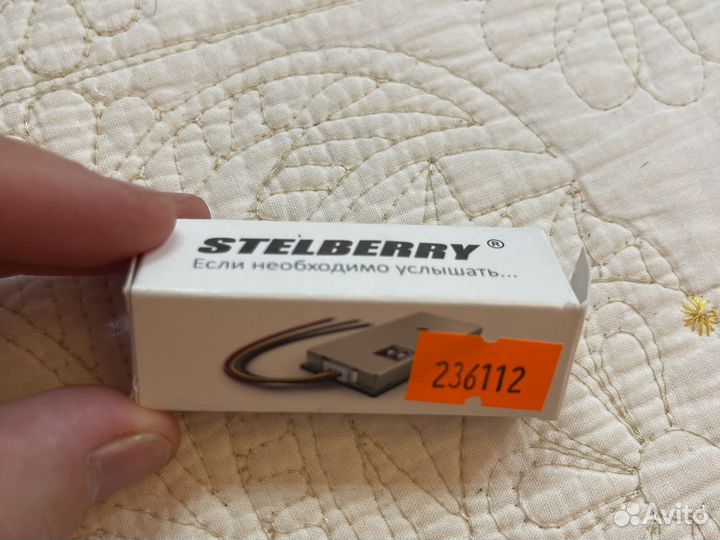 STELBERRY®
Если необходимо услышать...
236112
Avito